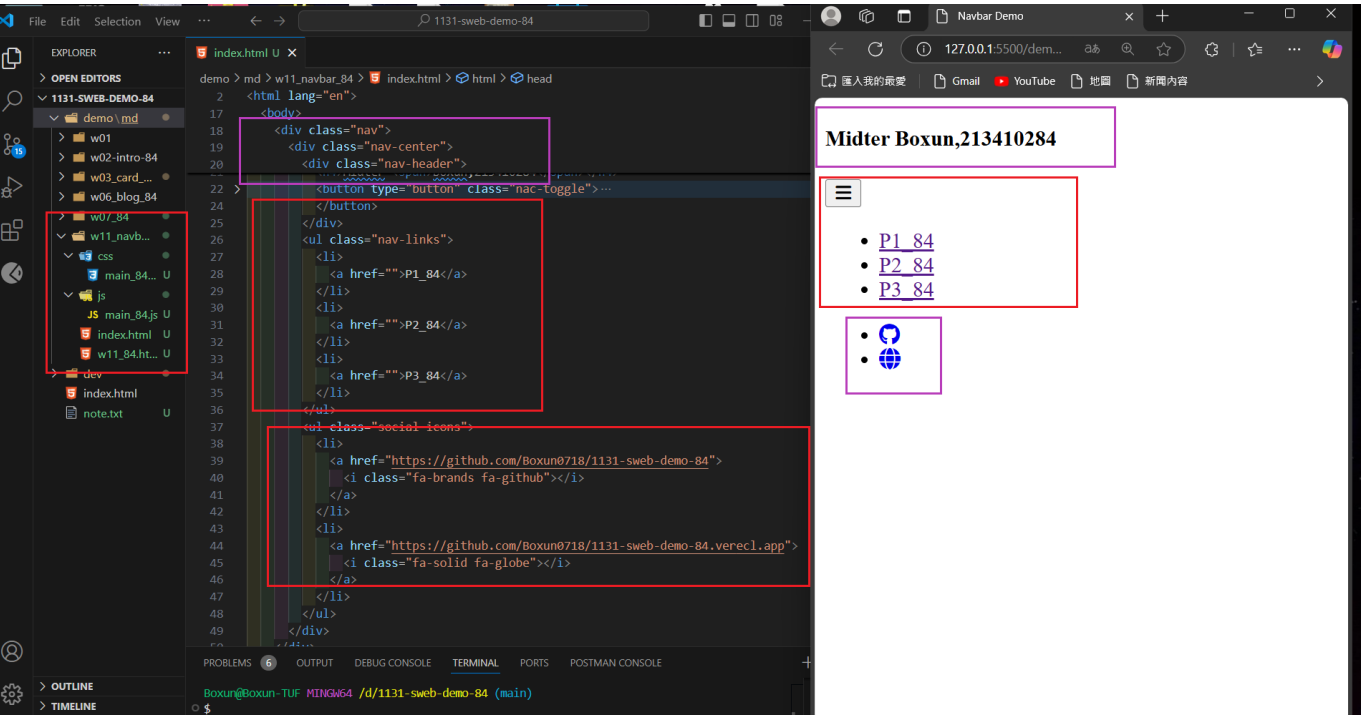 File Edit Selection View ··· 1131-sweb-demo-84
EXPLORER ···
OPEN EDITORS
1131-SWEB-DEMO-84
demo\md
w01
w02-intro-84
w03_card_...
w06_blog_84
w07_84
w11_navb...
css
main_84... U
js
JS main_84.js U
index.html U
w11_84.ht... U
dev
index.html
note.txt U
OUTLINE
TIMELINE
15
index.html U
demo > md > w11_navbar_84 > index.html > html > head
2 <html lang="en">
17 <body>
18 <div class="nav">
19 <div class="nav-center">
20 <div class="nav-header">
22 <button type="button" class="nac-toggle">···
24 </button>
25 </div>
26 <ul class="nav-links">
27 <li>
28 <a href="">P1_84</a>
29 </li>
30 <li>
31 <a href="">P2_84</a>
32 </li>
33 <li>
34 <a href="">P3_84</a>
35 </li>
36 </ul>
37 <ul class="social icons">
38 <li>
39 <a href="https://github.com/Boxun0718/1131-sweb-demo-84">
40 <i class="fa-brands fa-github"></i>
41 </a>
42 </li>
43 <li>
44 <a href="https://github.com/Boxun0718/1131-sweb-demo-84.verecl.app">
45 <i class="fa-solid fa-globe"></i>
46 </a>
47 </li>
48 </ul>
49 </div>
PROBLEMS 6 OUTPUT DEBUG CONSOLE TERMINAL PORTS POSTMAN CONSOLE
Boxun@Boxun-TUF MINGW64 /d/1131-sweb-demo-84 (main)
$
Navbar Demo
127.0.0.1:5500/dem...
匯入我的最愛 Gmail YouTube 地圖 新聞內容
Midter Boxun,213410284
P1_84
P2_84
P3_84